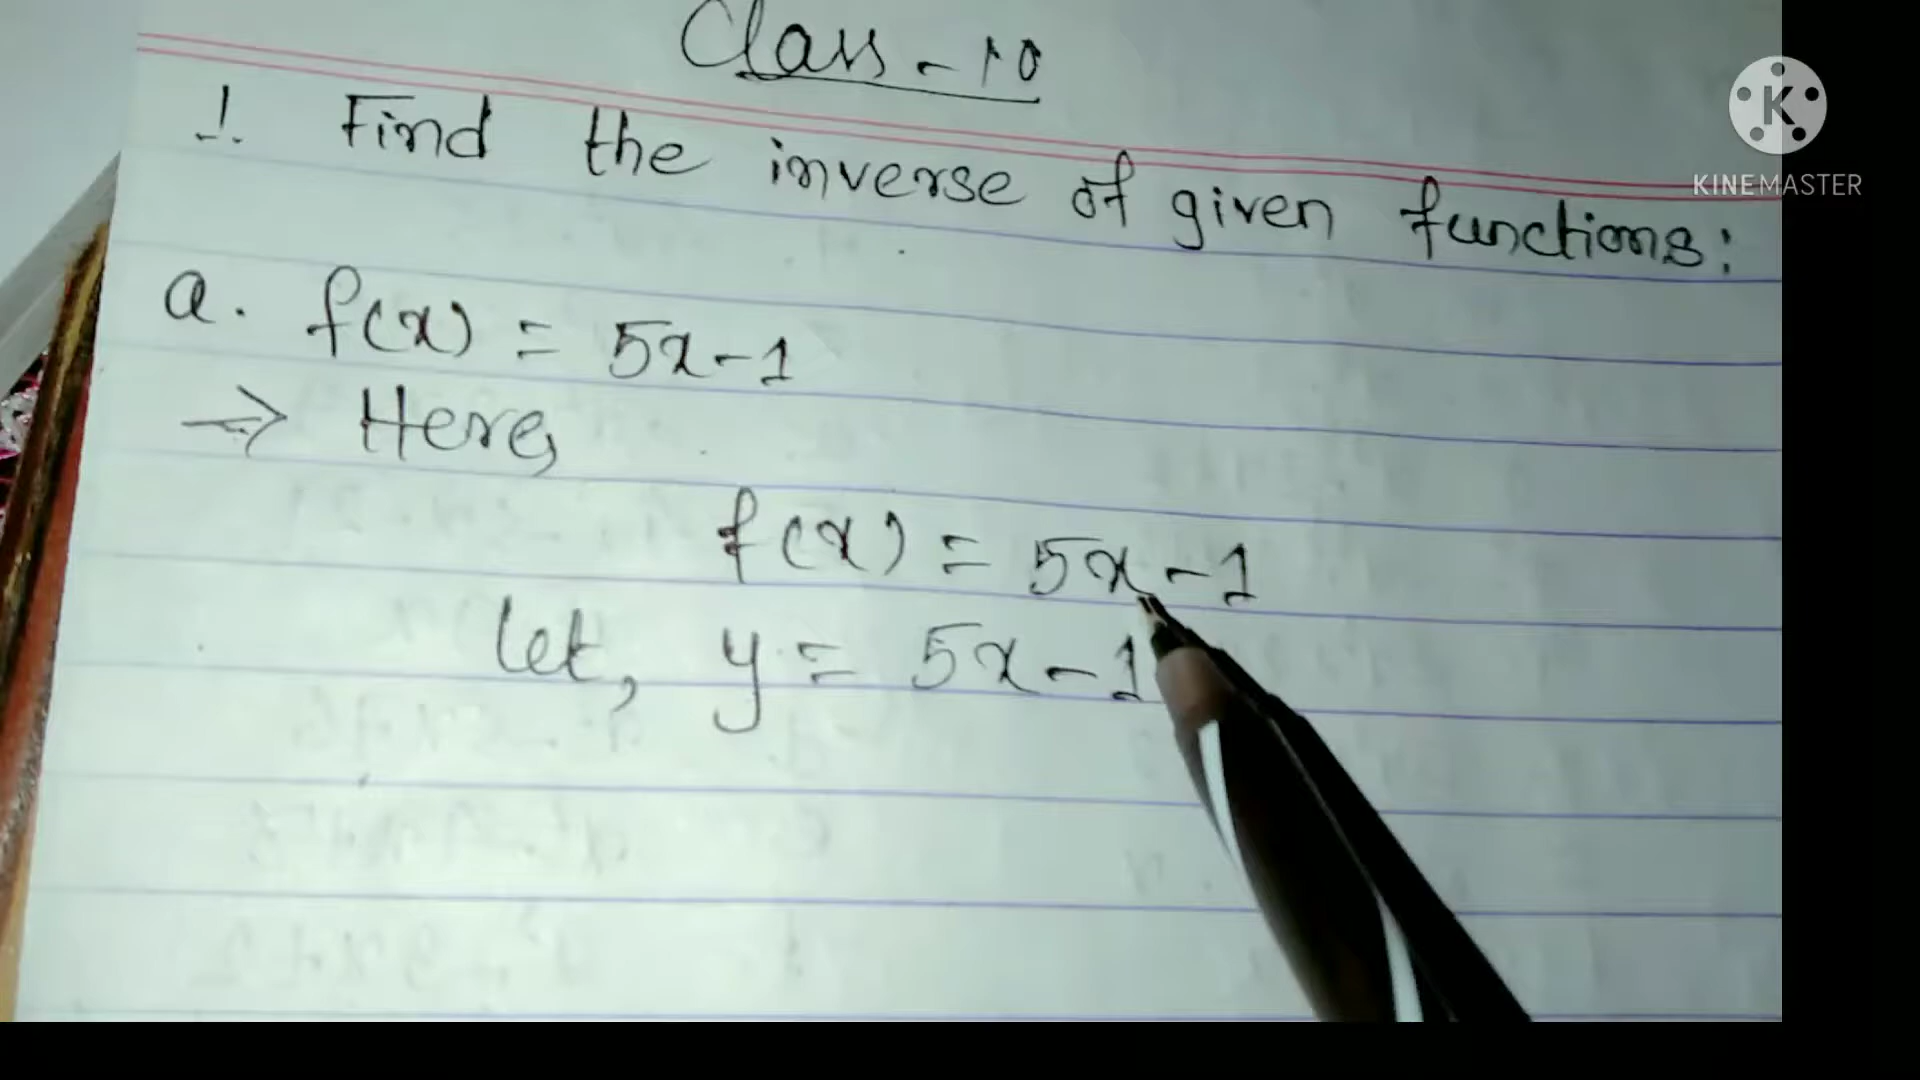 Class - 10
1. Find the inverse of given functions:
a. f(x) = 5x-1
→ Here,
f(x) = 5x-1
let, y = 5x-1
K
KINEMASTER